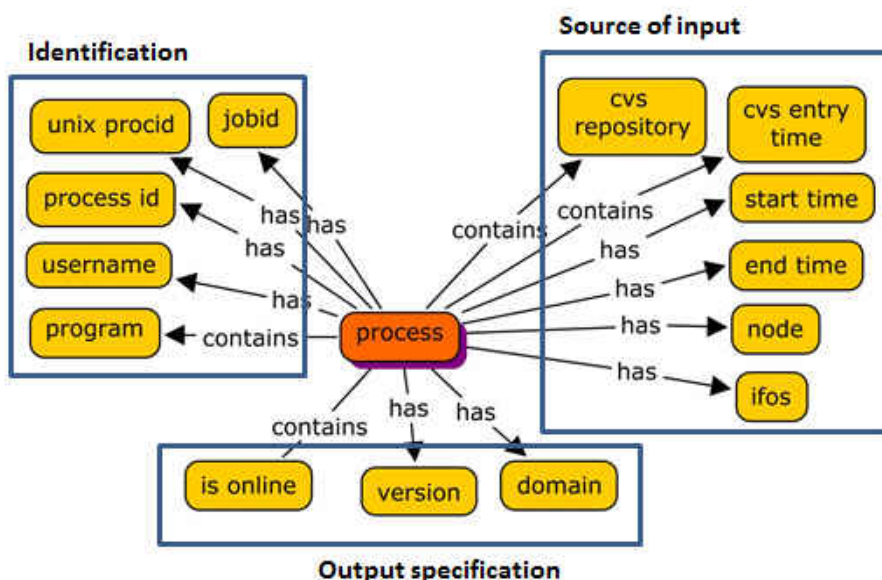 Identification
Source of input
unix procid
jobid
process id
username
program
has
has
has
has
contains
process
cvs
repository
cvs entry
time
start time
end time
node
ifos
contains
contains
has
has
has
has
contains
has
has
is online
version
domain
Output specification